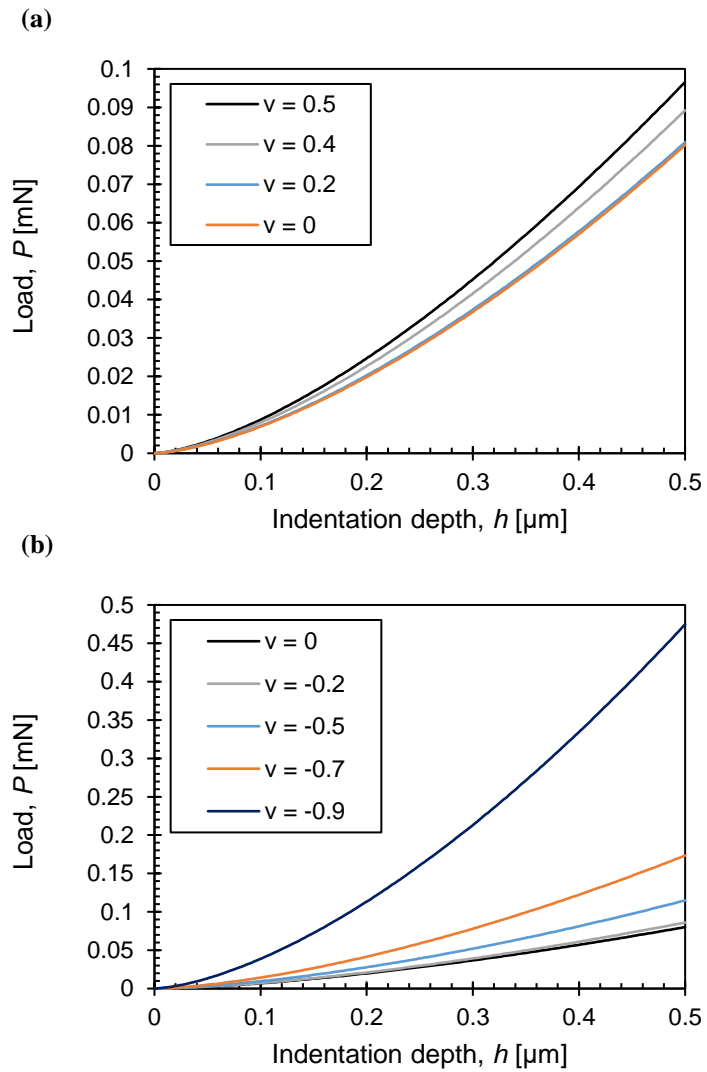 (a)
0.1
0.09
0.08
0.07
0.06
0.05
0.04
0.03
0.02
0.01
0
Load, P [mN]
v = 0.5
v = 0.4
v = 0.2
v = 0
0 0.1 0.2 0.3 0.4 0.5
Indentation depth, h [µm]
(b)
0.5
0.45
0.4
0.35
0.3
0.25
0.2
0.15
0.1
0.05
0
Load, P [mN]
v = 0
v = -0.2
v = -0.5
v = -0.7
v = -0.9
0 0.1 0.2 0.3 0.4 0.5
Indentation depth, h [µm]